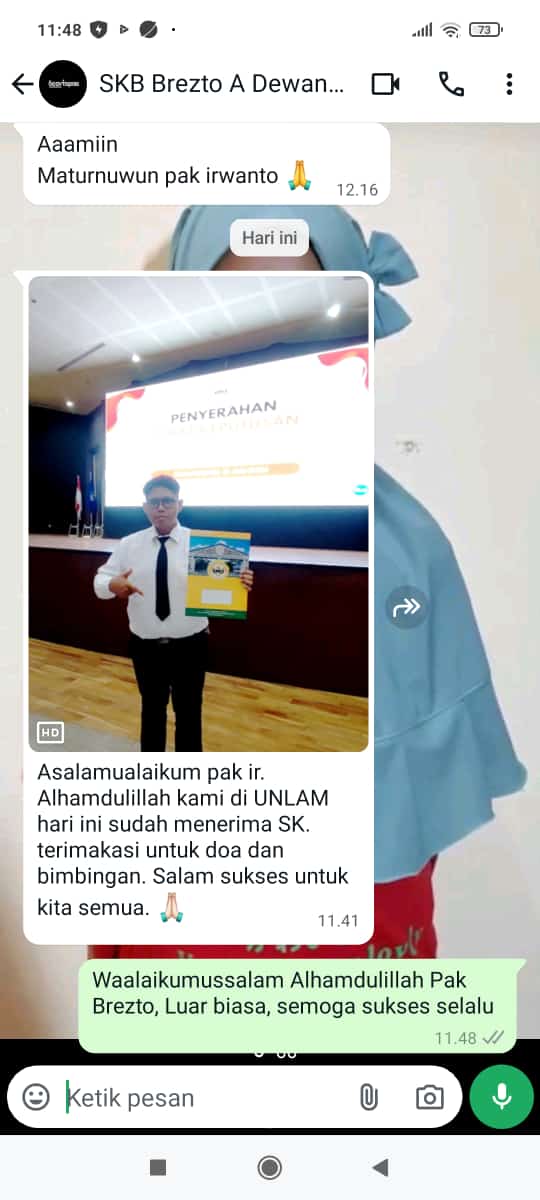 11:48
73
SKB Brezto A Dewan...
Aaamiin
Maturnuwun pak irwanto 🙏
12.16
Hari ini
PENYERAHAN
HD
Asalamualaikum pak ir.
Alhamdulillah kami di UNLAM
hari ini sudah menerima SK.
terimakasi untuk doa dan
bimbingan. Salam sukses untuk
kita semua. 🙏🏻
11.41
Waalaikumussalam Alhamdulillah Pak
Brezto, Luar biasa, semoga sukses selalu
11.48
Ketik pesan